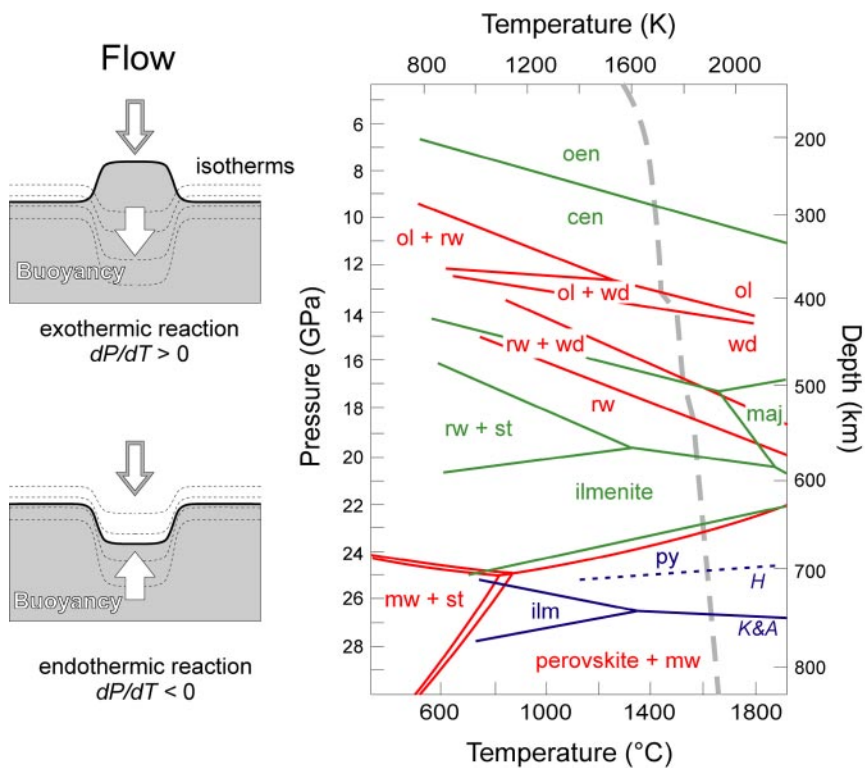 Flow
isotherms
Buoyancy
exothermic reaction
dP/dT > 0
Buoyancy
endothermic reaction
dP/dT < 0
Temperature (K)
800
1200
1600
2000
Pressure (GPa)
6
8
10
12
14
16
18
20
22
24
26
28
Depth (km)
200
300
400
500
600
700
800
oen
cen
ol + rw
ol + wd
ol
wd
rw + wd
rw
maj
rw + st
ilmenite
py
H
mw + st
ilm
K&A
perovskite + mw
600
1000
1400
1800
Temperature (°C)